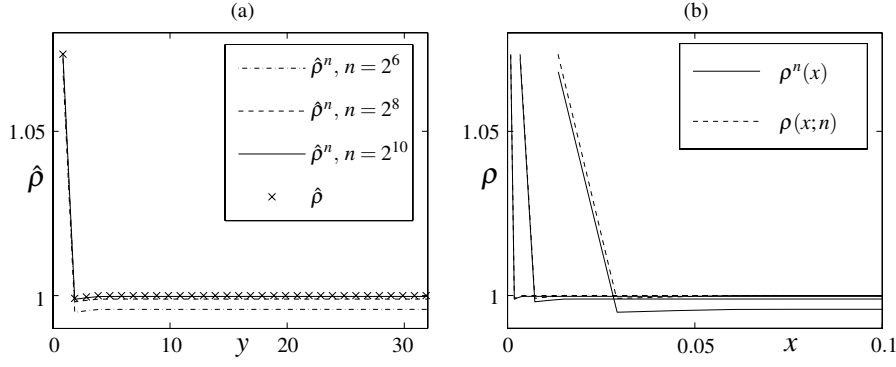 (a)
1.05
1
ρ̂
0
10
20
30
y
ρ̂ⁿ, n = 2⁶
ρ̂ⁿ, n = 2⁸
ρ̂ⁿ, n = 2¹⁰
ρ̂
(b)
1.05
1
ρ
0
0.05
0.1
x
ρⁿ(x)
ρ(x;n)